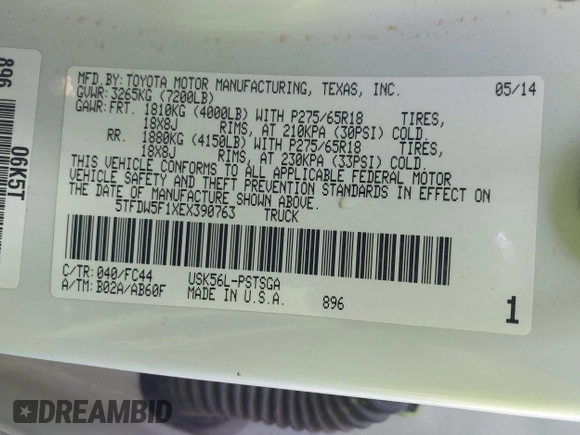 MFD.BY:TOYOTA MOTOR MANUFACTURING, TEXAS, INC. 05/14
GVWR: 3265KG (7200LB)
GAWR:FRT. 1810KG (4000LB) WITH P275/65R18 TIRES,
18X8J RIMS, AT 210KPA (30PSI) COLD.
RR. 1880KG (4150LB) WITH P275/65R18 TIRES,
18X8J RIMS, AT 230KPA (33PSI) COLD.
THIS VEHICLE CONFORMS TO ALL APPLICABLE FEDERAL MOTOR
VEHICLE SAFETY AND THEFT PREVENTION STANDARDS IN EFFECT ON
THE DATE OF MANUFACTURE SHOWN ABOVE.
5TFDW5F1XEX390763 TRUCK
C/TR: 040/FC44 USK56L-PSTSGA
A/TM: B02A/AB60F MADE IN U.S.A. 896
1
896
06K5T
DREAMBID